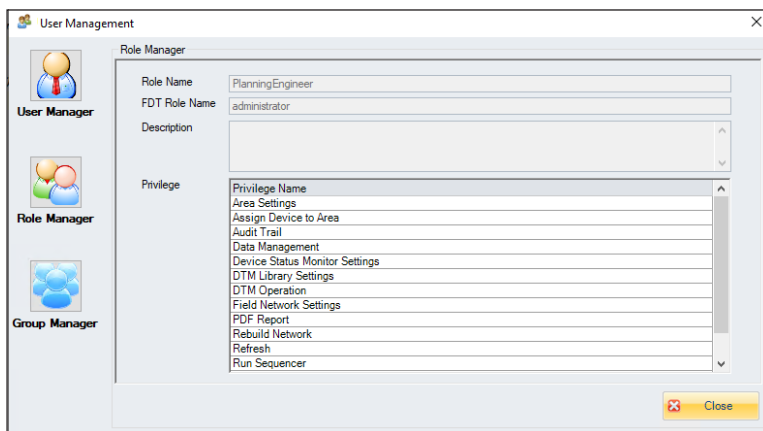 User Management
Role Manager
User Manager
Role Manager
Group Manager
Role Name PlanningEngineer
FDT Role Name administrator
Description
Privilege
Privilege Name
Area Settings
Assign Device to Area
Audit Trail
Data Management
Device Status Monitor Settings
DTM Library Settings
DTM Operation
Field Network Settings
PDF Report
Rebuild Network
Refresh
Run Sequencer
Close